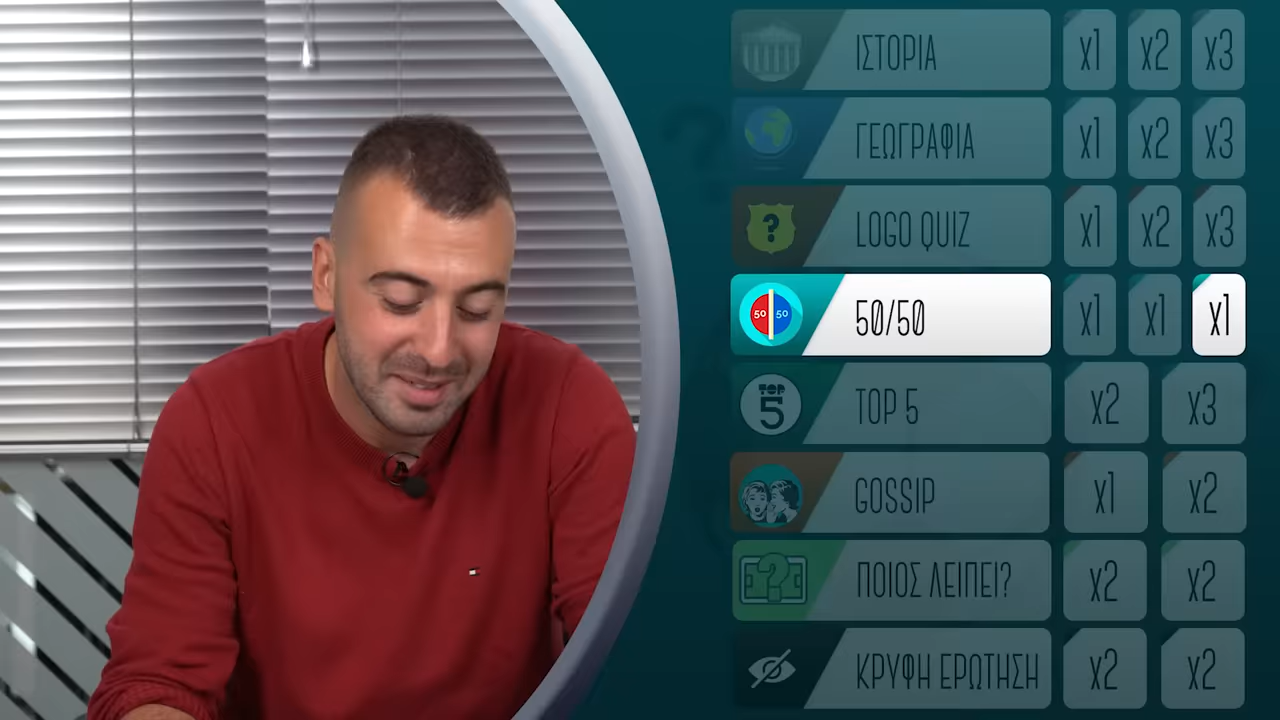 ΙΣΤΟΡΙΑ x1 x2 x3
ΓΕΩΓΡΑΦΙΑ x1 x2 x3
? LOGO QUIZ x1 x2 x3
50 50 50/50 x1 x1 x1
TOP 5 TOP 5 x2 x3
GOSSIP x1 x2
? ΠΟΙΟΣ ΛΕΙΠΕΙ? x2 x2
ΚΡΥΦΗ ΕΡΩΤΗΣΗ x2 x2